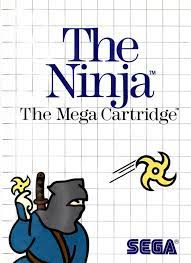 The
Ninja™
The Mega Cartridge™
SEGA